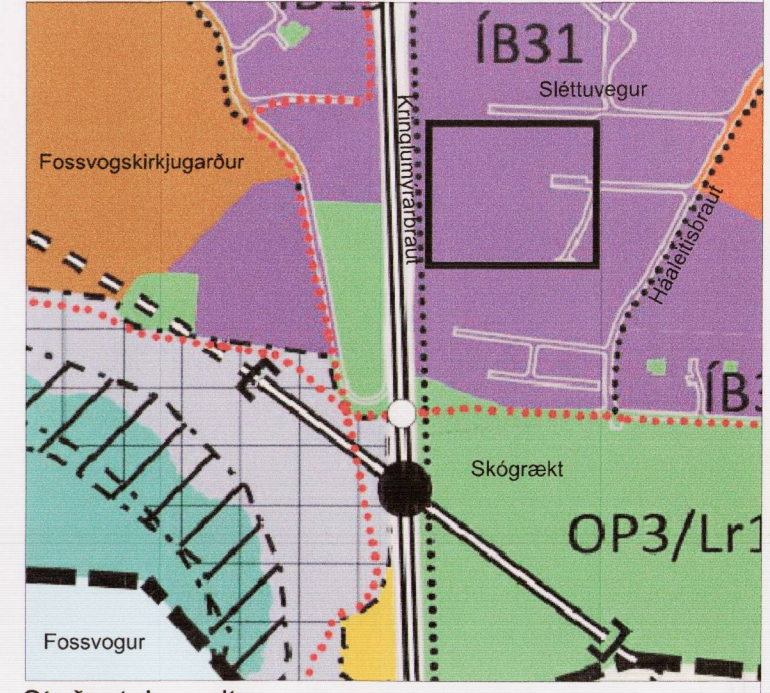 ÍB31
Sléttuvegur
Kringlumýrarbraut
Fossvogskirkjugarður
Háaleitisbraut
ÍB3
Skógrækt
OP3/Lr1
Fossvogur